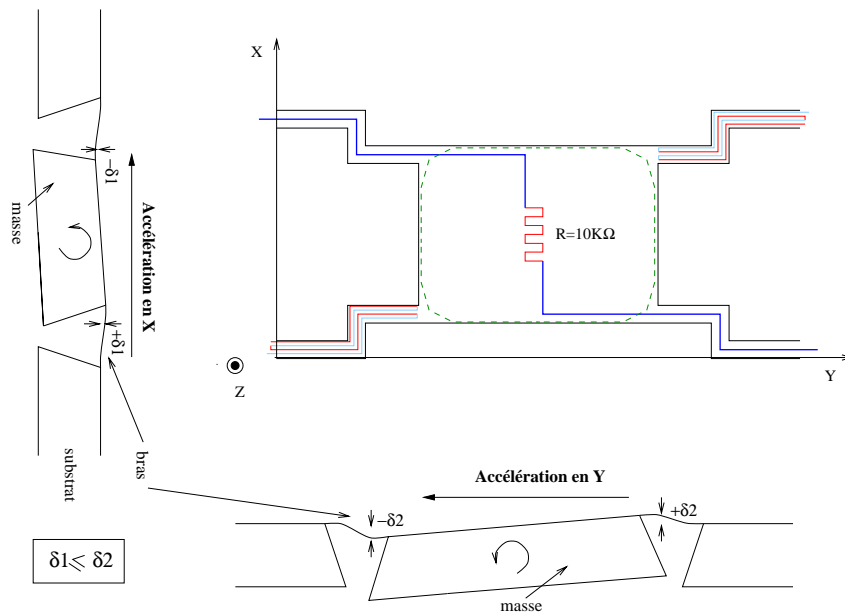 X
−δ1
masse
Accélération en X
+δ1
R=10KΩ
Z
Y
substrat
bras
Accélération en Y
−δ2
+δ2
δ1⩽ δ2
masse